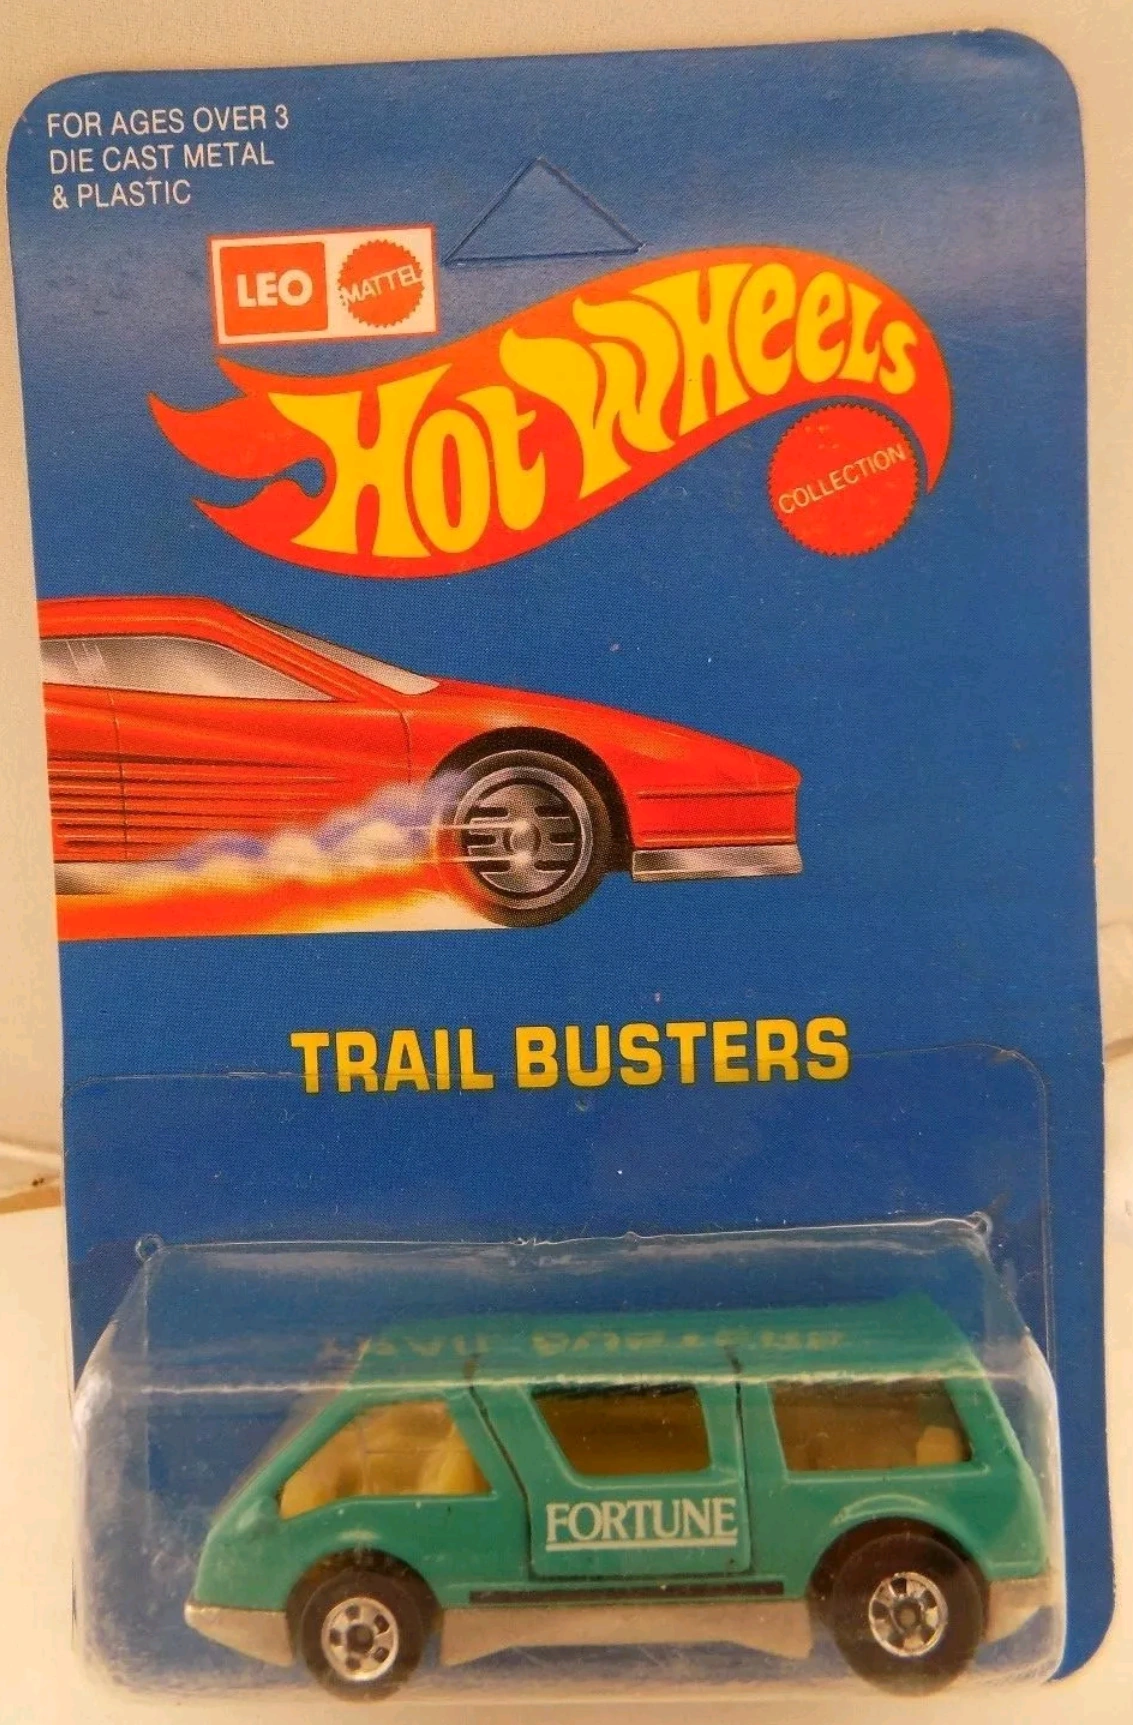 FOR AGES OVER 3
DIE CAST METAL
& PLASTIC
LEO
MATTEL
Hot Wheels
COLLECTION
TRAIL BUSTERS
FORTUNE